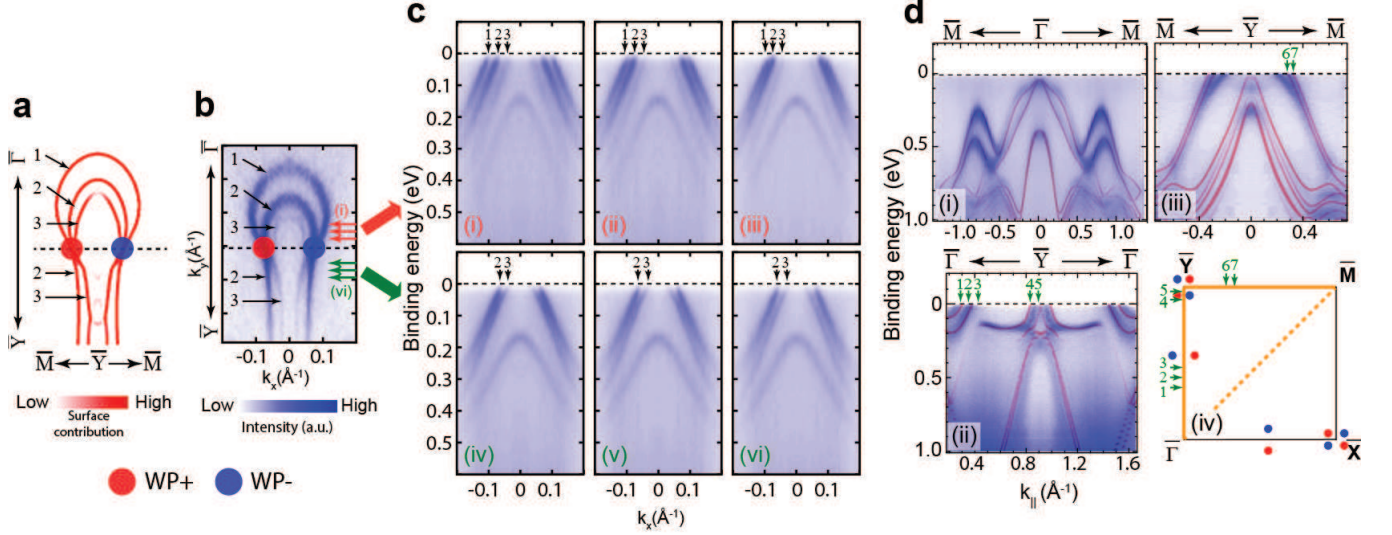 a
Γ̅
1
2
3
2
3
Y̅
M̅ ← Y̅ → M̅
Low High
Surface
contribution
WP+ WP-
b
Γ̅
1
2
3
(i)
2
3
(vi)
Y̅
k_y(Å⁻¹)
-0.1 0 0.1
k_x(Å⁻¹)
Low High
Intensity (a.u.)
c
Binding energy (eV)
1 2 3 1 2 3 1 2 3
0
0.1
0.2
0.3
0.4
0.5
(i) (ii) (iii)
2 3 2 3 2 3
0
0.1
0.2
0.3
0.4
0.5
(iv) (v) (vi)
-0.1 0 0.1 -0.1 0 0.1 -0.1 0 0.1
k_x(Å⁻¹)
d
Binding energy (eV)
M̅ ← Γ̅ → M̅
0
0.5
1.0
(i)
-1.0 -0.5 0 0.5 1.0
M̅ ← Y̅ → M̅
6 7
0
0.5
1.0
(iii)
-0.4 0 0.4
Γ̅ ← Y̅ → Γ̅
1 2 3 4 5
0
0.5
1.0
(ii)
0.4 0.8 1.2 1.6
k_||(Å⁻¹)
Y̅ 6 7 M̅
5
4
3
2
1
(iv)
Γ̅ X̅